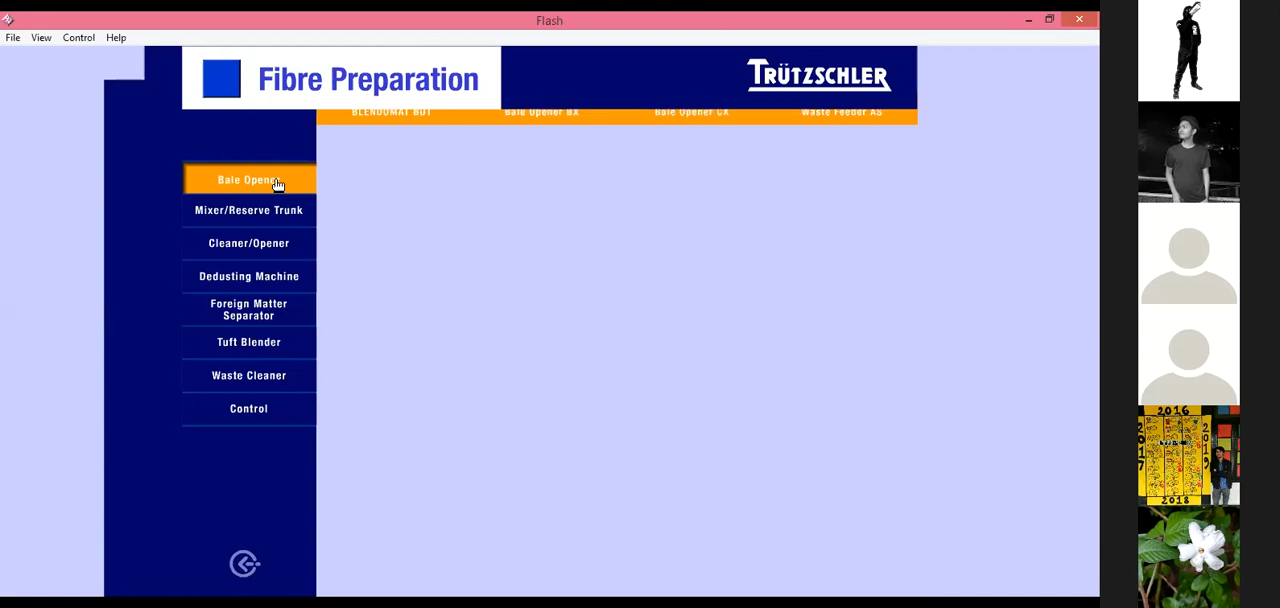 Flash
File View Control Help
Fibre Preparation
TRÜTZSCHLER
BLENDOMAT BDT Bale Opener BX Bale Opener CX Waste Feeder AS
Bale Opener
Mixer/Reserve Trunk
Cleaner/Opener
Dedusting Machine
Foreign Matter
Separator
Tuft Blender
Waste Cleaner
Control
2016
2017
2019
2018